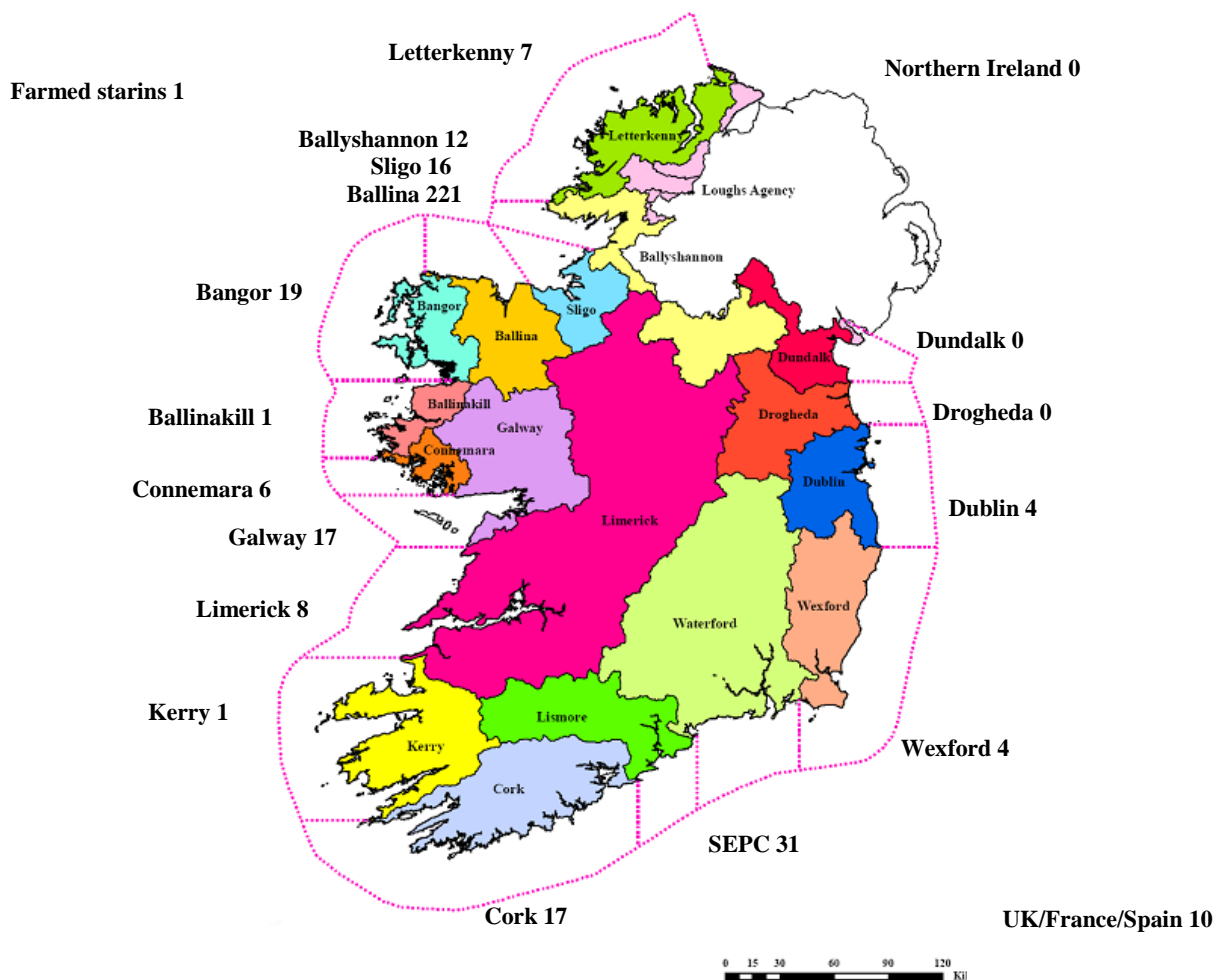 Letterkenny 7
Northern Ireland 0
Farmed starins 1
Letterkenny
Ballyshannon 12
Sligo 16
Ballina 221
Loughs Agency
Ballyshannon
Bangor 19
Bangor
Sligo
Ballina
Dundalk 0
Dundalk
Ballinakill 1
Ballinakill
Drogheda 0
Drogheda
Galway
Connemara
Connemara 6
Dublin
Dublin 4
Limerick
Galway 17
Limerick 8
Wexford
Waterford
Kerry 1
Lismore
Kerry
Wexford 4
Cork
SEPC 31
Cork 17
UK/France/Spain 10
0 15 30 60 90 120
Kil